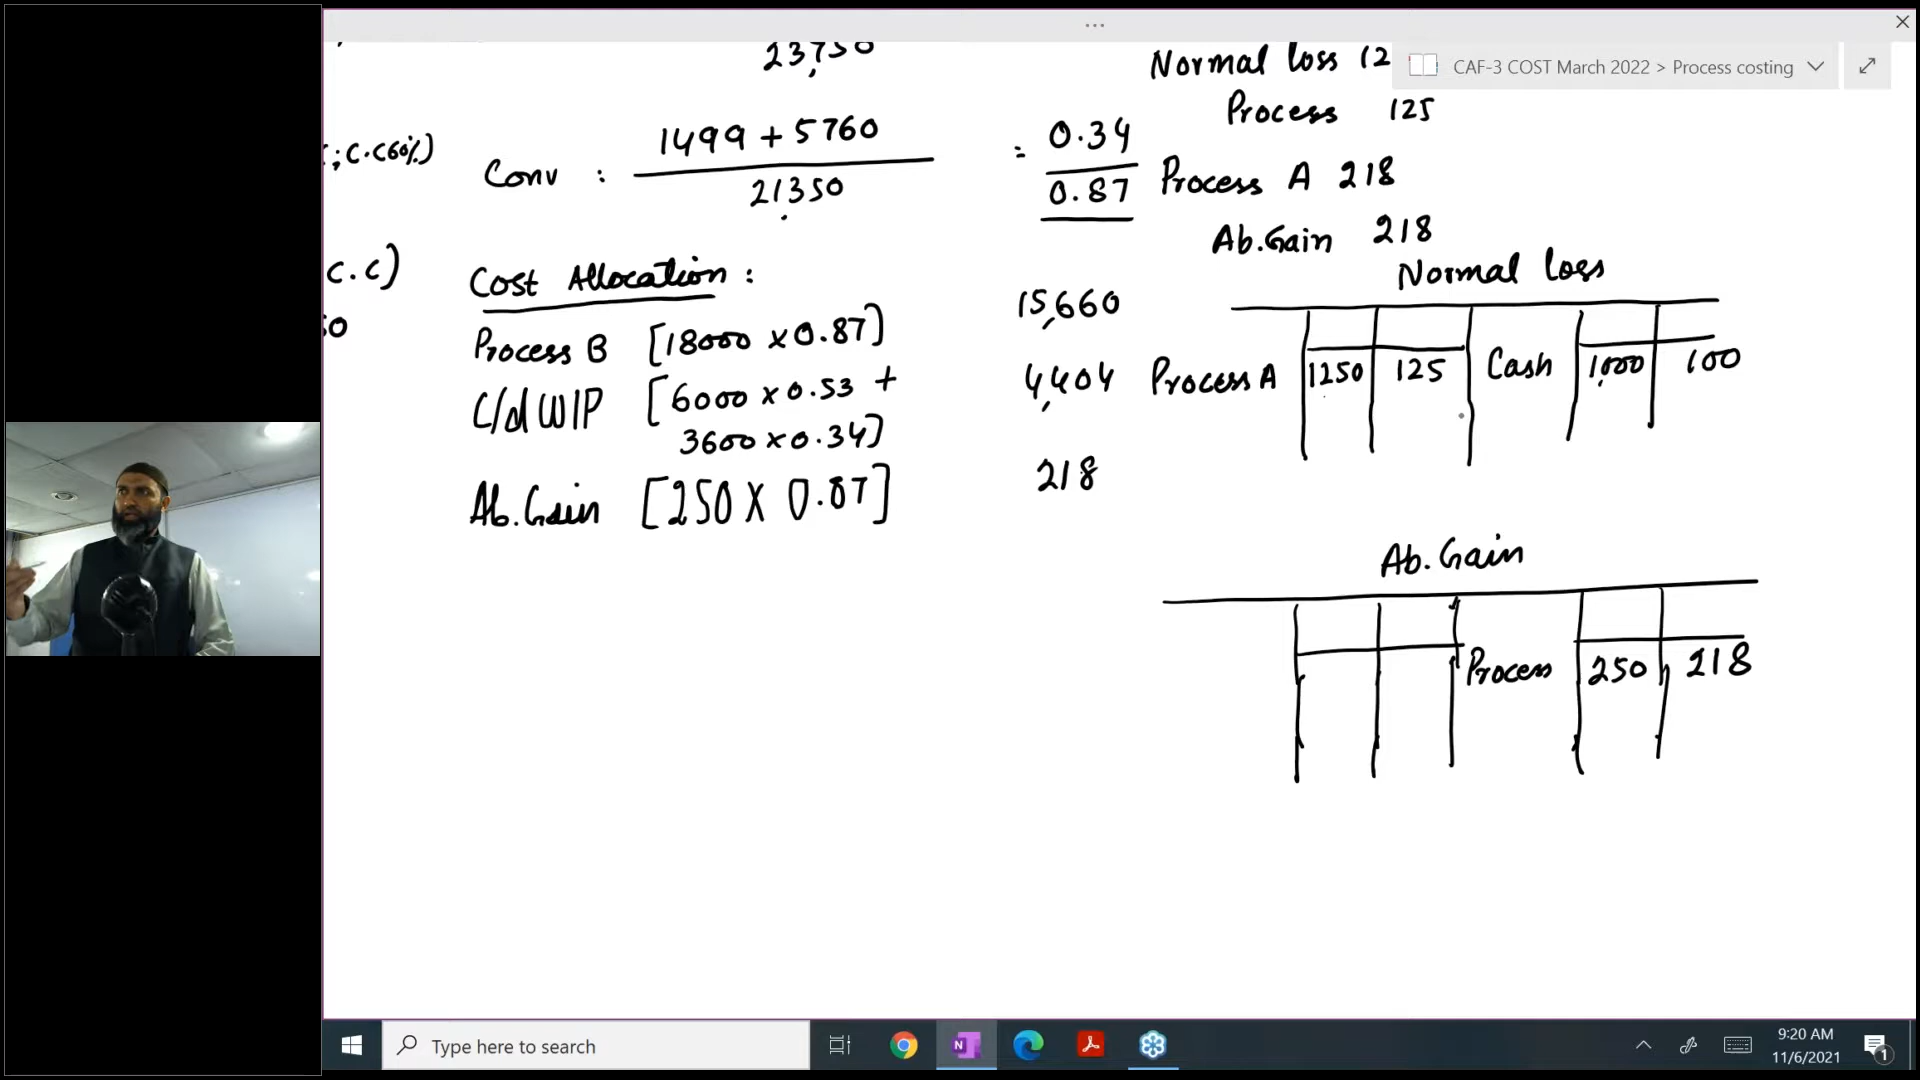 CAF-3 COST March 2022 > Process costing
23,750
;C.C60%)
Conv : 1499 + 5760
21350
= 0.34
0.87
C.C)
50
Cost Allocation :
Process B [18000 x 0.87] 15,660
C/d WIP [6000 x 0.53 + 4,404
3600 x 0.34]
Ab.Gain [250 X 0.87] 218
Normal loss 12
Process 125
Process A 218
Ab.Gain 218
Normal loss
Process A 1250 125 Cash 1,000 100
Ab.Gain
Process 250 218
Type here to search
9:20 AM
11/6/2021
1